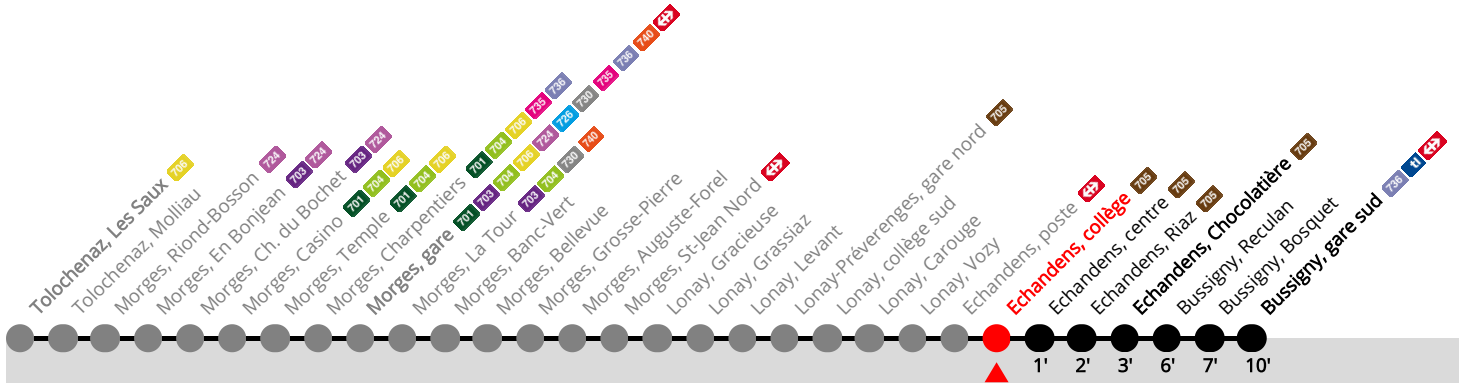 Tolochenaz, Les Saux 706
Tolochenaz, Molliau
Morges, Riond-Bosson 724
Morges, En Bonjean 703 724
Morges, Ch. du Bochet 703 724
Morges, Casino 701 704 706
Morges, Temple 701 704 706
Morges, Charpentiers 701 704 706 735 736
Morges, gare 701 703 704 706 724 726 730 735 736 740
Morges, La Tour 703 704 730 740
Morges, Banc-Vert
Morges, Bellevue
Morges, Grosse-Pierre
Morges, Auguste-Forel
Morges, St-Jean Nord
Lonay, Gracieuse
Lonay, Grassiaz
Lonay, Levant
Lonay-Préverenges, gare nord 705
Lonay, collège sud
Lonay, Carouge
Lonay, Vozy
Echandens, poste
Echandens, collège 705
Echandens, centre 705
Echandens, Riaz 705
Echandens, Chocolatière 705
Bussigny, Reculan
Bussigny, Bosquet
Bussigny, gare sud 736 tl
1' 2' 3' 6' 7' 10'